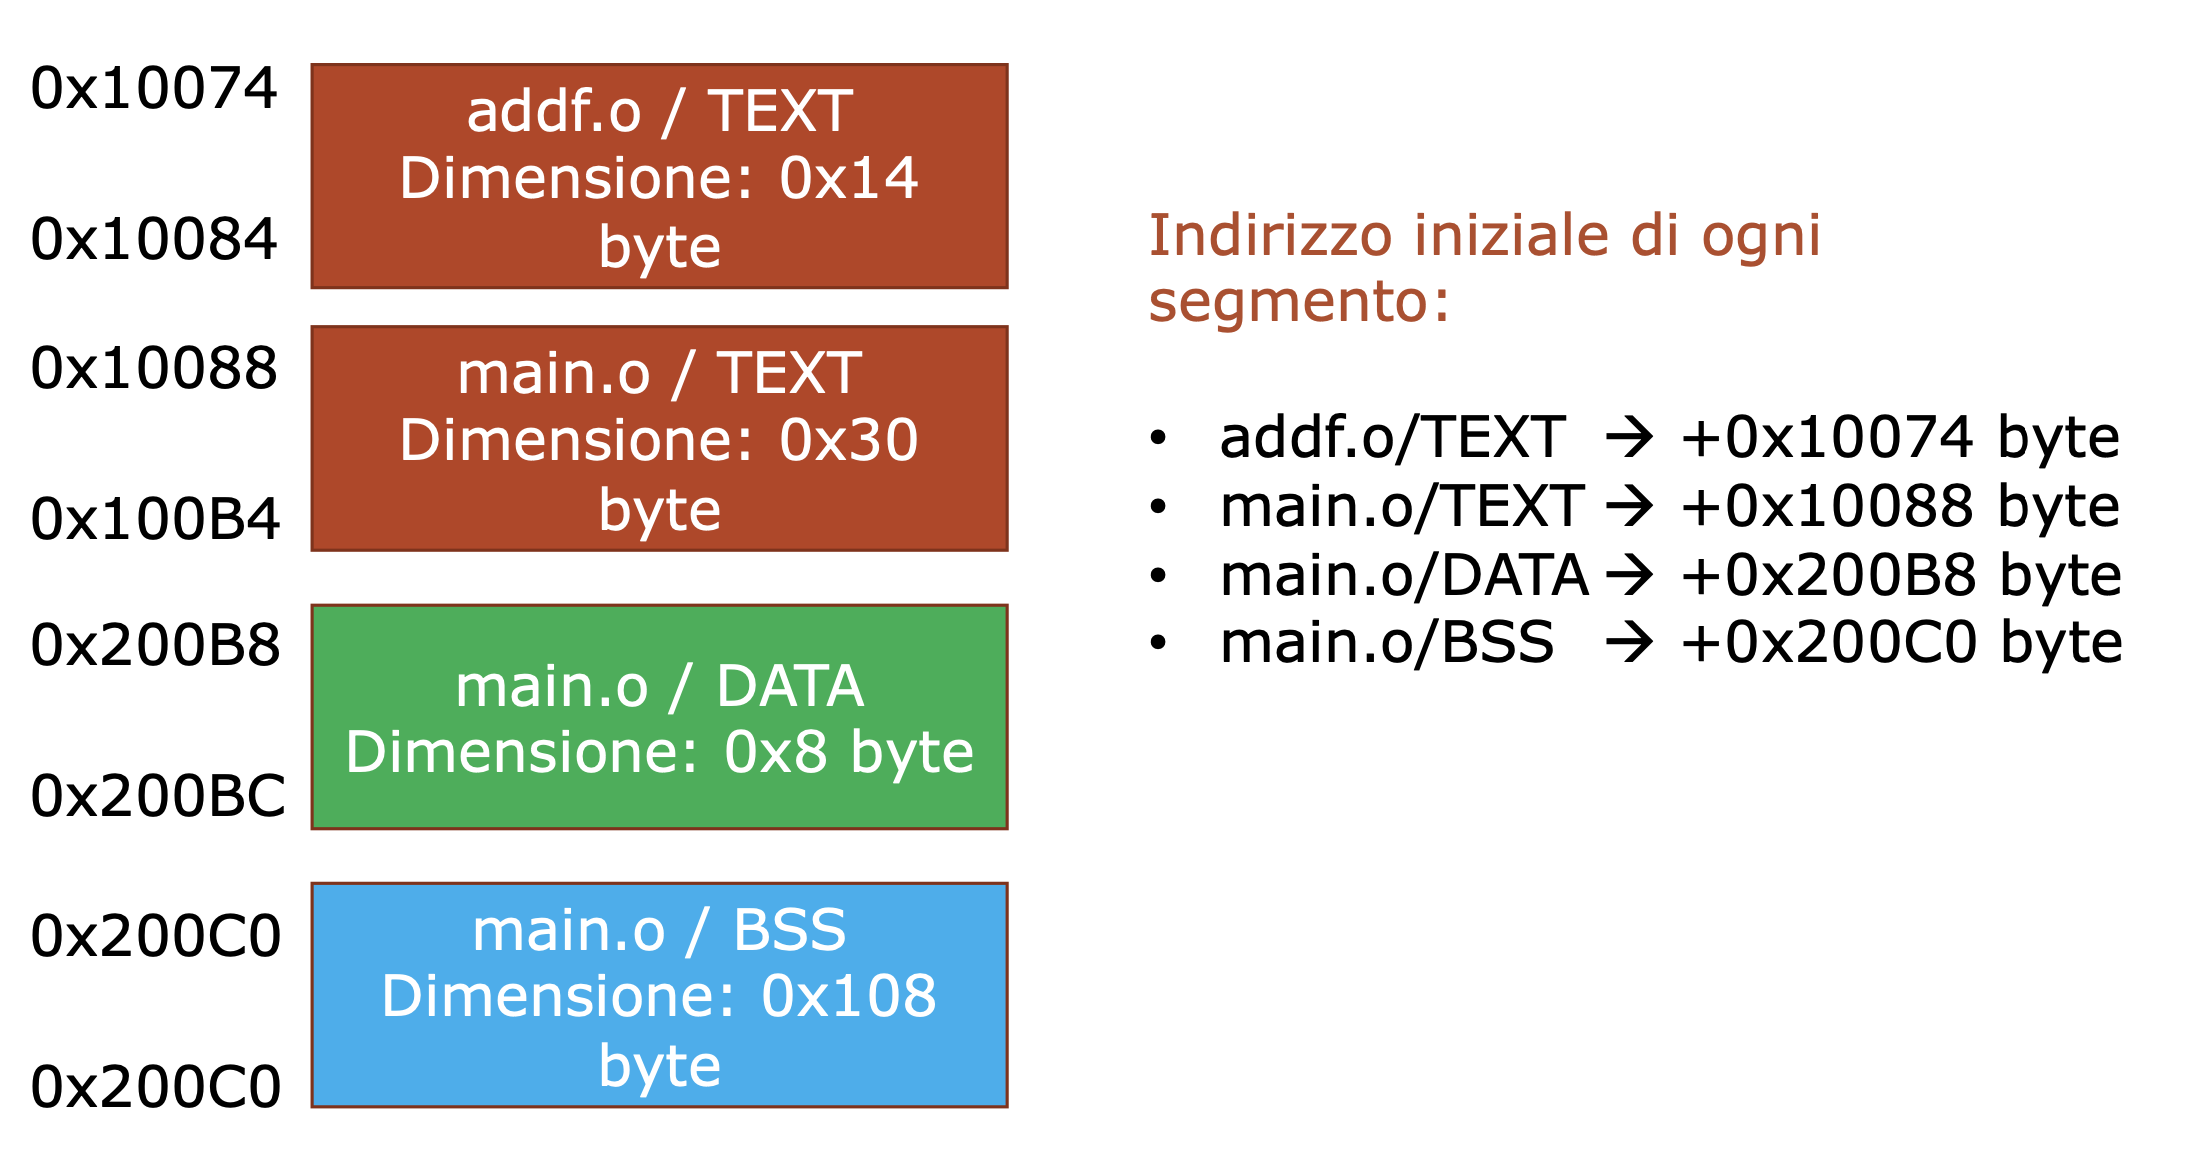 0x10074
addf.o / TEXT
Dimensione: 0x14
byte
0x10084
0x10088
main.o / TEXT
Dimensione: 0x30
byte
0x100B4
0x200B8
main.o / DATA
Dimensione: 0x8 byte
0x200BC
0x200C0
main.o / BSS
Dimensione: 0x108
byte
0x200C0
Indirizzo iniziale di ogni
segmento:
• addf.o/TEXT → +0x10074 byte
• main.o/TEXT → +0x10088 byte
• main.o/DATA → +0x200B8 byte
• main.o/BSS → +0x200C0 byte